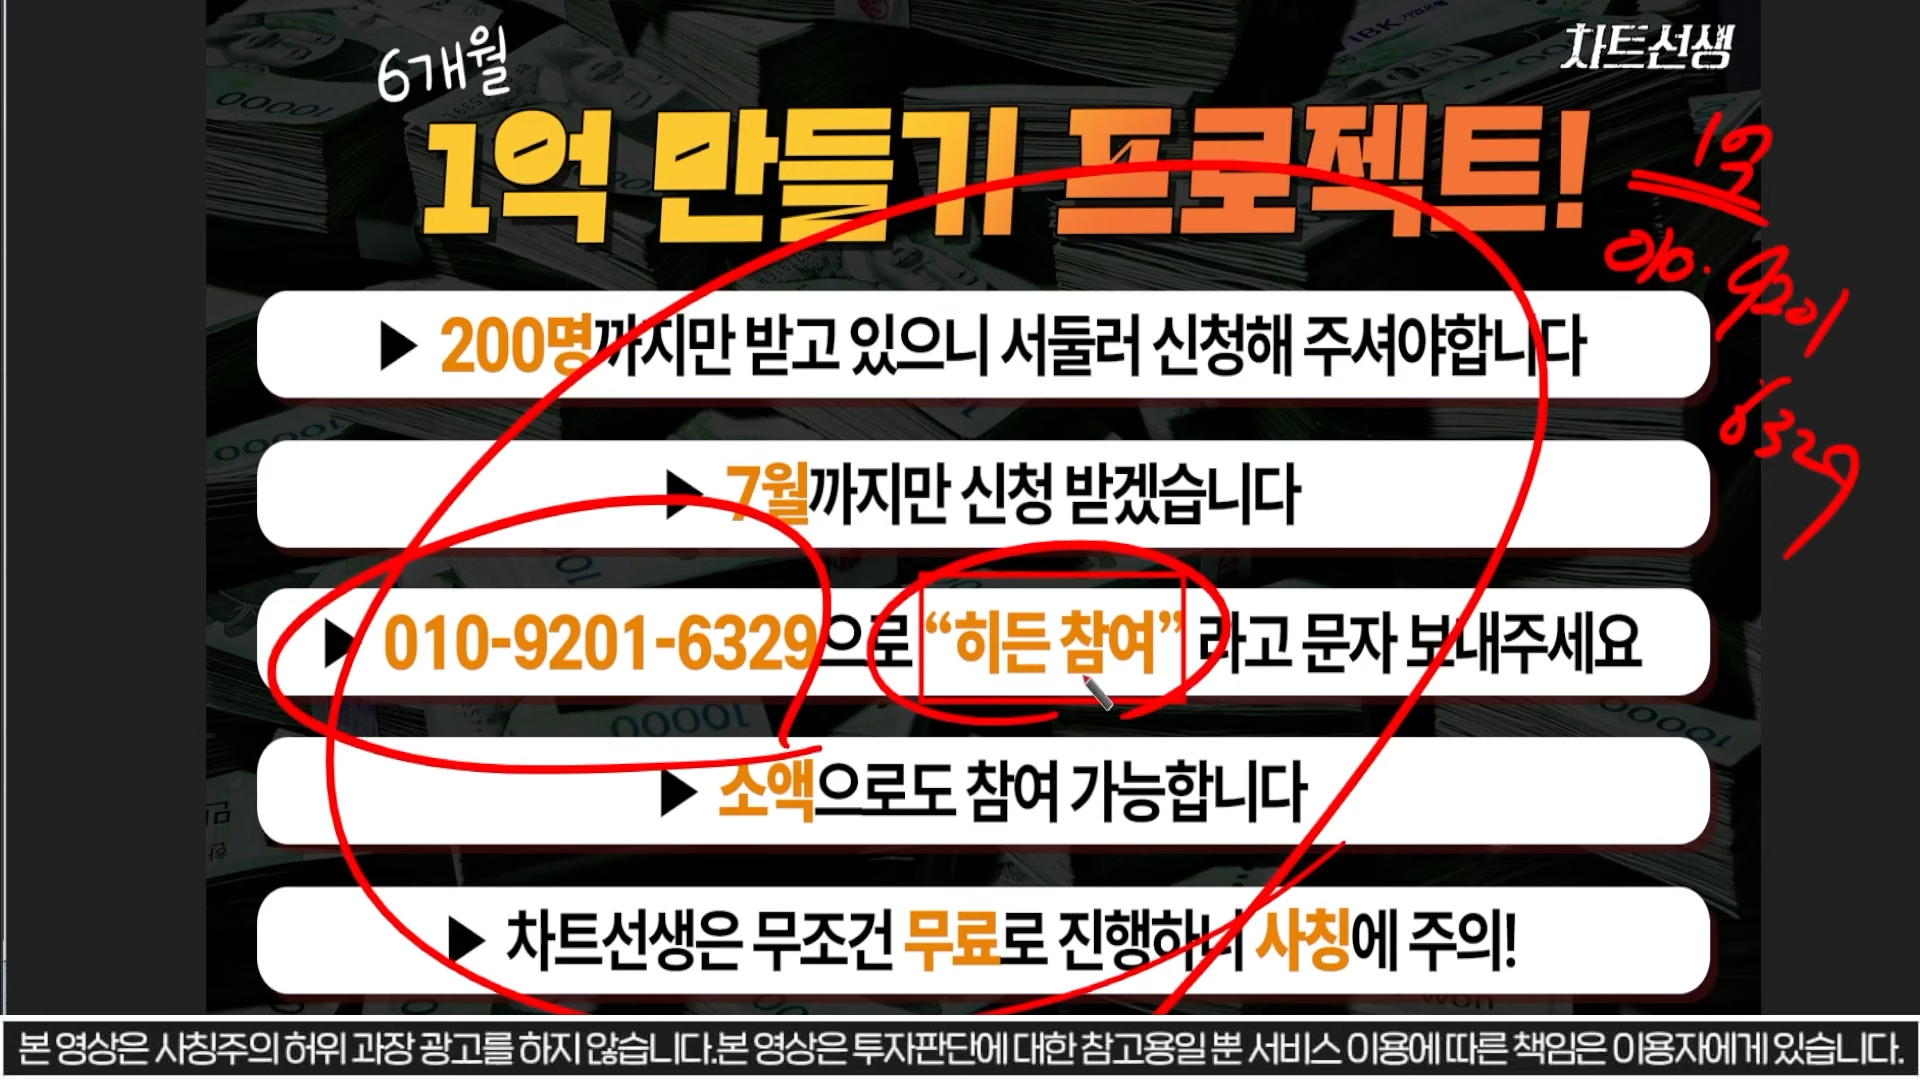 차트선생
6개월
1억 만들기 프로젝트!
1억
010.9201
6329
▶ 200명까지만 받고 있으니 서둘러 신청해 주셔야합니다
▶ 7월까지만 신청 받겠습니다
▶ 010-9201-6329으로 “히든 참여” 라고 문자 보내주세요
▶ 소액으로도 참여 가능합니다
▶ 차트선생은 무조건 무료로 진행하니 사칭에 주의!
본 영상은 사칭주의 허위 과장 광고를 하지 않습니다.본 영상은 투자판단에 대한 참고용일 뿐 서비스 이용에 따른 책임은 이용자에게 있습니다.